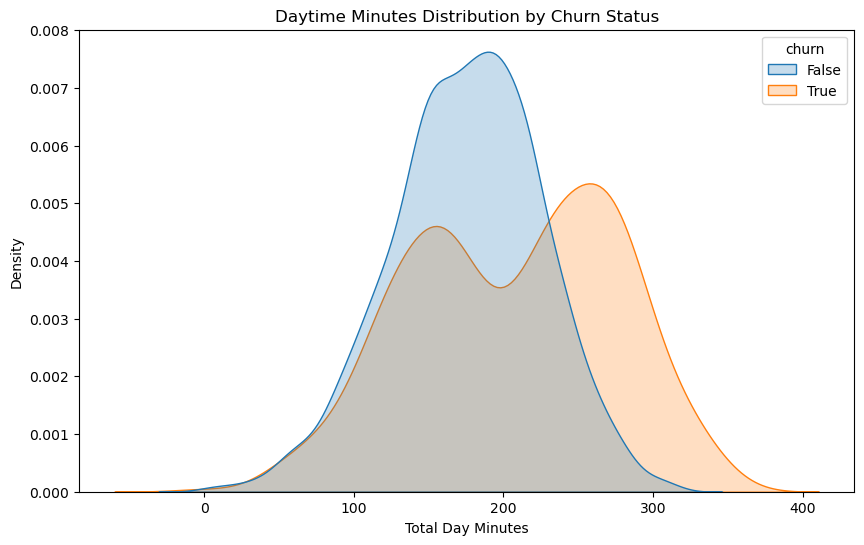 Daytime Minutes Distribution by Churn Status
churn
False
True
0.008
0.007
0.006
0.005
0.004
0.003
0.002
0.001
0.000
Density
0 100 200 300 400
Total Day Minutes